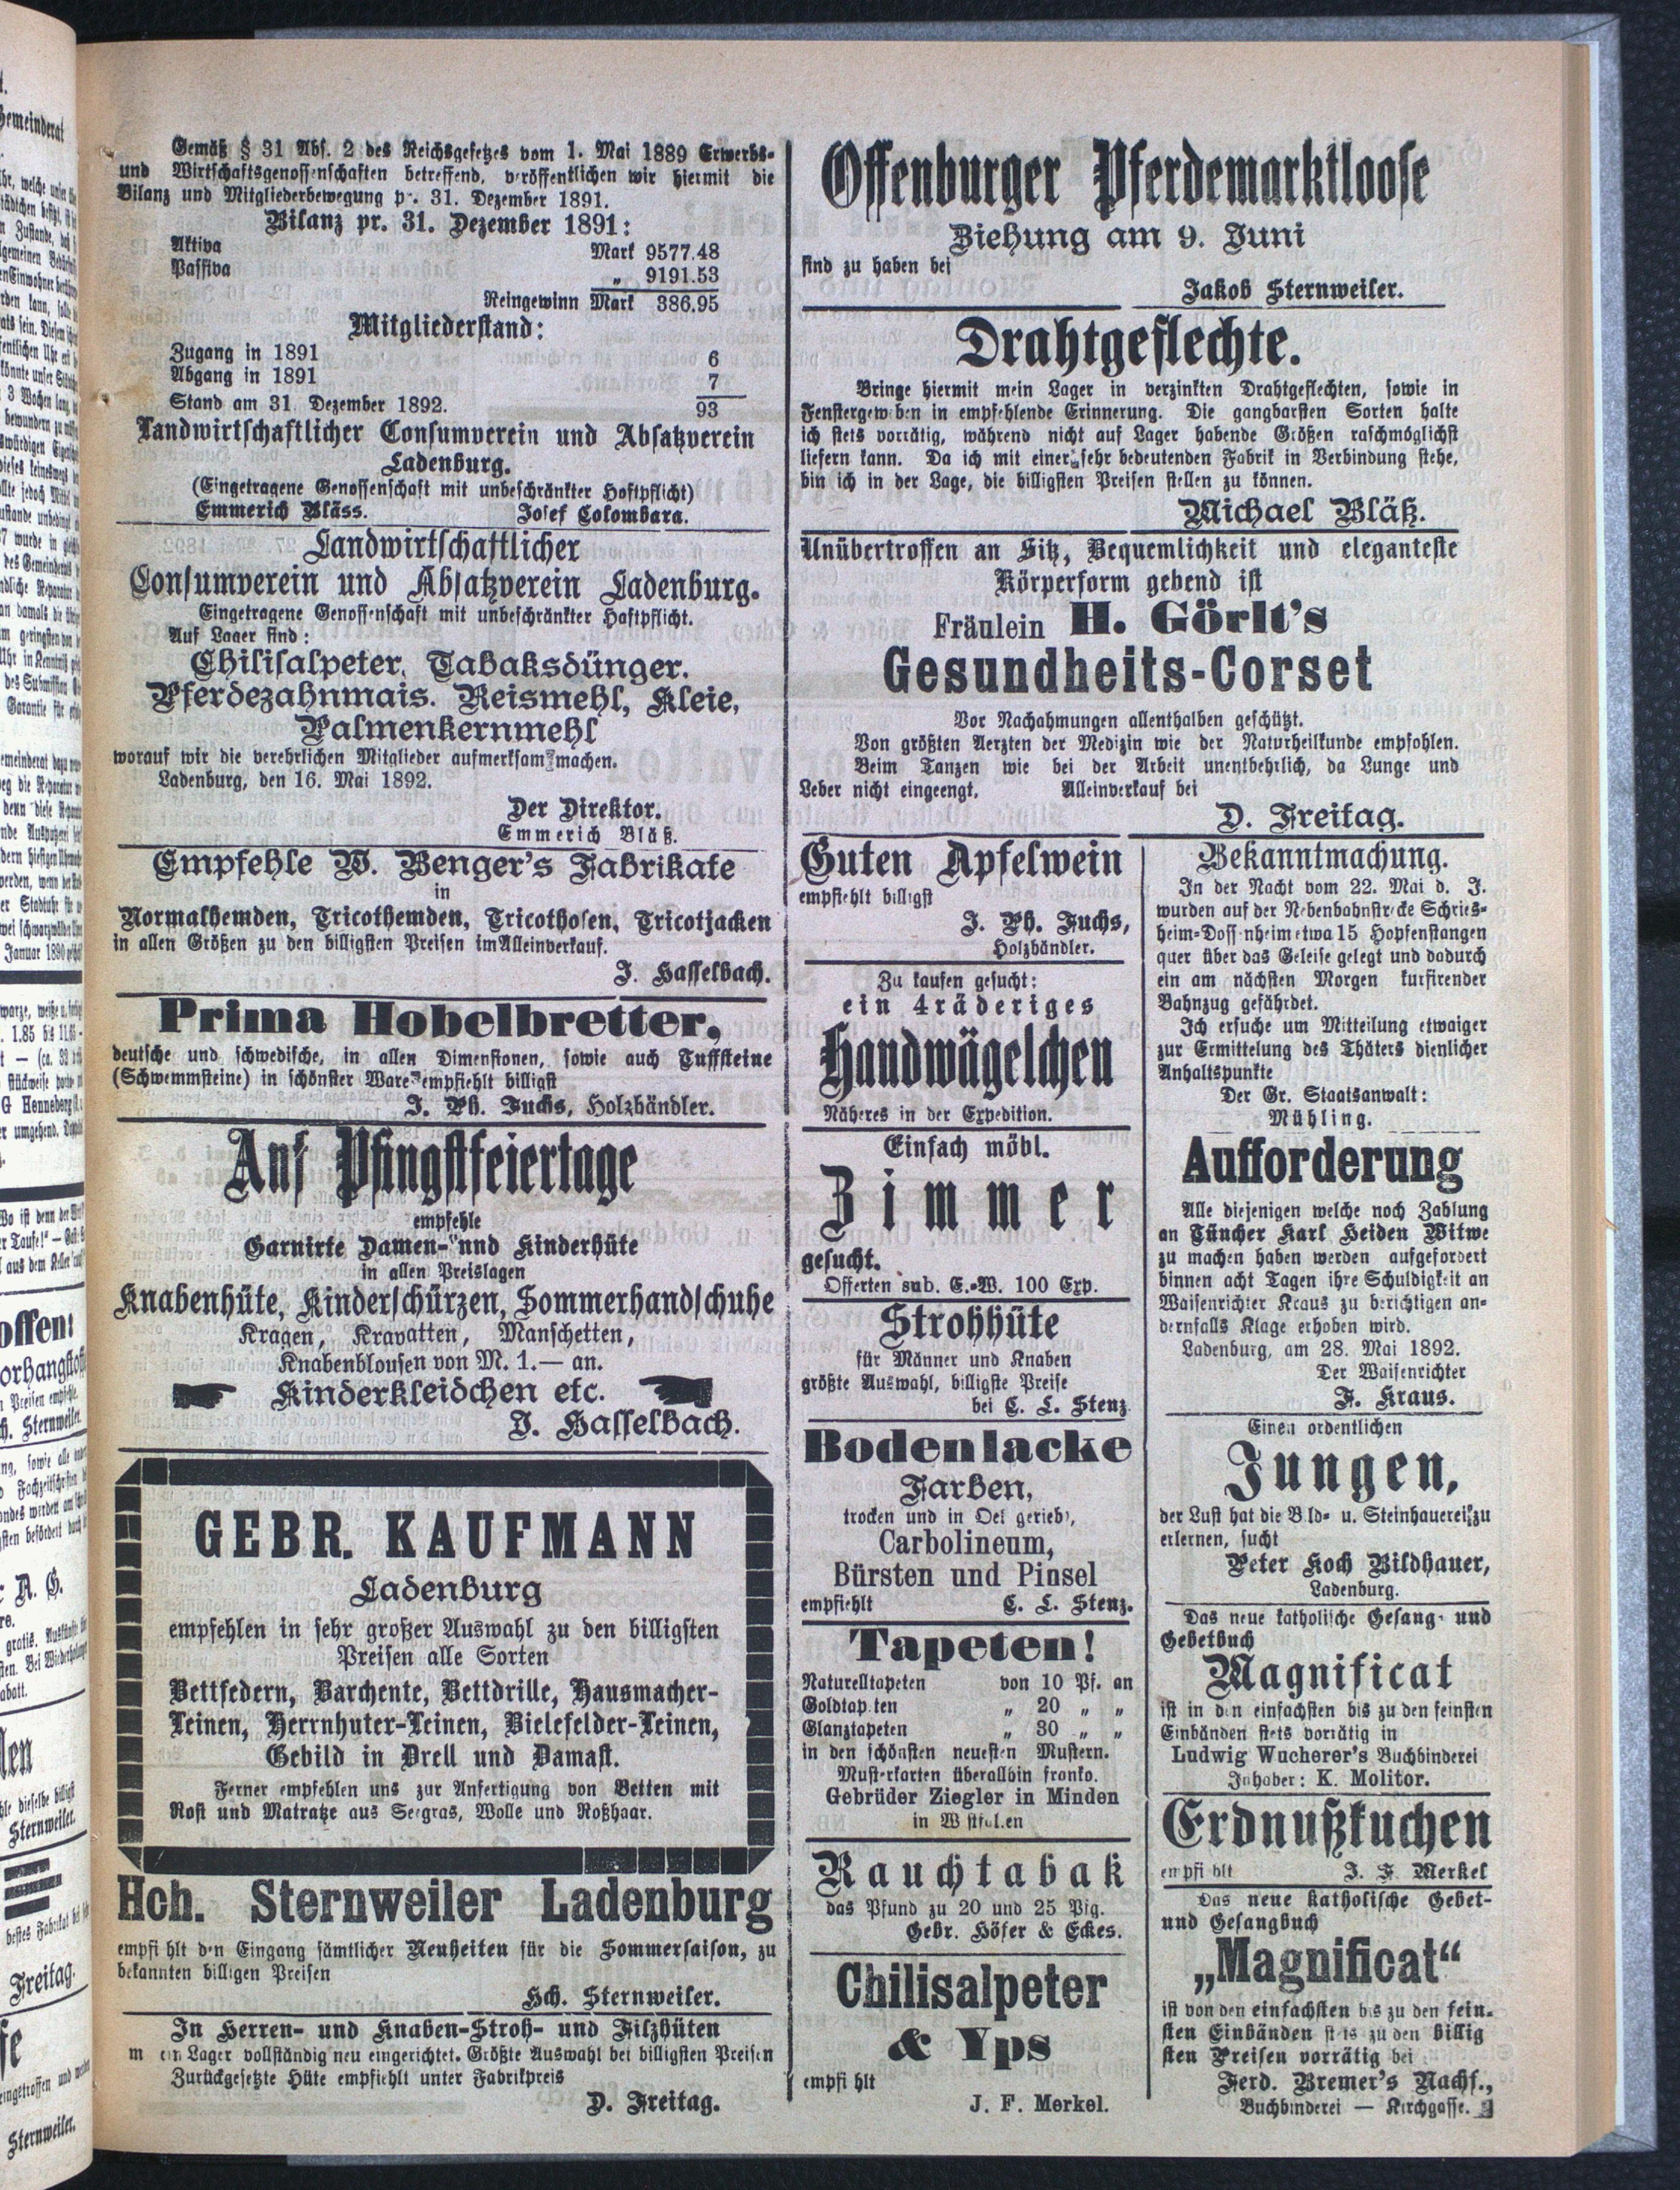 Gemäß § 31 Abs. 2 des Reichsgesetzes vom 1. Mai 1889 Erwerbs-
und Wirtschaftsgenossenschaften betreffend, veröffentlichen wir hiermit die
Bilanz und Mitgliederbewegung pr. 31. Dezember 1891.
Bilanz pr. 31. Dezember 1891:
Aktiva Mark 9577.48
Passiva „ 9191.53
Reingewinn Mark 386.95
Mitgliederstand:
Zugang in 1891 6
Abgang in 1891 7
Stand am 31. Dezember 1892. 93
Landwirtschaftlicher Consumverein und Absatzverein
Ladenburg.
(Eingetragene Genossenschaft mit unbeschränkter Haftpflicht)
Emmerich Bläss. Josef Colombara.
Landwirtschaftlicher
Consumverein und Absatzverein Ladenburg.
Eingetragene Genossenschaft mit unbeschränkter Haftpflicht.
Auf Lager sind:
Chilisalpeter, Tabaksdünger,
Pferdezahnmais. Reismehl, Kleie,
Palmenkernmehl
worauf wir die verehrlichen Mitglieder aufmerksam machen.
Ladenburg, den 16. Mai 1892.
Der Direktor.
Emmerich Bläß.
Empfehle W. Benger's Fabrikate
in
Normalhemden, Tricothemden, Tricothosen, Tricotjacken
in allen Größen zu den billigsten Preisen im Alleinverkauf.
J. Hasselbach.
Prima Hobelbretter,
deutsche und schwedische, in allen Dimensionen, sowie auch Tuffsteine
(Schwemmsteine) in schönster Ware empfiehlt billigst
J. Ph. Fuchs, Holzhändler.
Auf Pfingstfeiertage
empfehle
Garnirte Damen- und Kinderhüte
in allen Preislagen
Knabenhüte, Kinderschürzen, Sommerhandschuhe
Kragen, Kravatten, Manschetten,
Knabenblousen von M. 1.— an.
Kinderkleidchen etc.
J. Hasselbach.
GEBR. KAUFMANN
Ladenburg
empfehlen in sehr großer Auswahl zu den billigsten
Preisen alle Sorten
Bettfedern, Barchente, Bettdrille, Hausmacher-
Leinen, Herrnhuter-Leinen, Bielefelder-Leinen,
Gebild in Drell und Damast.
Ferner empfehlen uns zur Anfertigung von Betten mit
Rost und Matratze aus Seegras, Wolle und Roßhaar.
Hch. Sternweiler Ladenburg
empfiehlt den Eingang sämtlicher Neuheiten für die Sommersaison, zu
bekannten billigen Preisen
Hch. Sternweiler.
In Herren- und Knaben-Stroh- und Filzhüten
mein Lager vollständig neu eingerichtet. Größte Auswahl bei billigsten Preisen
Zurückgesetzte Hüte empfiehlt unter Fabrikpreis
D. Freitag.
Offenburger Pferdemarktloose
Ziehung am 9. Juni
sind zu haben bei
Jakob Sternweiler.
Drahtgeflechte.
Bringe hiermit mein Lager in verzinkten Drahtgeflechten, sowie in
Fenstergeweben in empfehlende Erinnerung. Die gangbarsten Sorten halte
ich stets vorrätig, während nicht auf Lager habende Größen raschmöglichst
liefern kann. Da ich mit einer sehr bedeutenden Fabrik in Verbindung stehe,
bin ich in der Lage, die billigsten Preisen stellen zu können.
Michael Bläß.
Unübertroffen an Sitz, Bequemlichkeit und eleganteste
Körperform gebend ist
Fräulein H. Görlt's
Gesundheits-Corset
Vor Nachahmungen allenthalben geschützt.
Von größten Aerzten der Medizin wie der Naturheilkunde empfohlen.
Beim Tanzen wie bei der Arbeit unentbehrlich, da Lunge und
Leber nicht eingeengt. Alleinverkauf bei
D. Freitag.
Guten Apfelwein
empfiehlt billigst
J. Ph. Fuchs,
Holzhändler.
Zu kaufen gesucht:
ein 4räderiges
Handwägelchen
Näheres in der Expedition.
Einfach möbl.
Zimmer
gesucht.
Offerten sub. E.-W. 100 Exp.
Strohhüte
für Männer und Knaben
größte Auswahl, billigste Preise
bei C. L. Stenz.
Bodenlacke
Farben,
trocken und in Oel gerieben,
Carbolineum,
Bürsten und Pinsel
empfiehlt C. L. Stenz.
Tapeten!
Naturelltapeten von 10 Pf. an
Goldtapeten „ 20 „ „
Glanztapeten „ 30 „ „
in den schönsten neuesten Mustern.
Musterkarten überallhin franko.
Gebrüder Ziegler in Minden
in Westfalen
Rauchtabak
das Pfund zu 20 und 25 Pfg.
Gebr. Höfer & Eckes.
Chilisalpeter
& Yps
empfiehlt
J. F. Merkel.
Bekanntmachung.
In der Nacht vom 22. Mai d. J.
wurden auf der Nebenbahnstrecke Schries-
heim-Dossenheim etwa 15 Hopfenstangen
quer über das Geleise gelegt und dadurch
ein am nächsten Morgen kursirender
Bahnzug gefährdet.
Ich ersuche um Mitteilung etwaiger
zur Ermittelung des Thäters dienlicher
Anhaltspunkte
Der Gr. Staatsanwalt:
Mühling.
Aufforderung
Alle diejenigen welche noch Zahlung
an Tüncher Karl Heiden Witwe
zu machen haben werden aufgefordert
binnen acht Tagen ihre Schuldigkeit an
Waisenrichter Kraus zu berichtigen an-
dernfalls Klage erhoben wird.
Ladenburg, am 28. Mai 1892.
Der Waisenrichter
F. Kraus.
Einen ordentlichen
Jungen,
der Lust hat die Bild- u. Steinhauerei zu
erlernen, sucht
Peter Koch Bildhauer,
Ladenburg.
Das neue katholische Gesang- und
Gebetbuch
Magnificat
ist in den einfachsten bis zu den feinsten
Einbänden stets vorrätig in
Ludwig Wucherer's Buchbinderei
Inhaber: K. Molitor.
Erdnußkuchen
empfiehlt J. F. Merkel
Das neue katholische Gebet-
und Gesangbuch
„Magnificat“
ist von den einfachsten bis zu den fein-
sten Einbänden stets zu den billig
sten Preisen vorrätig bei
Ferd. Bremer's Nachf.,
Buchbinderei — Kirchgasse.